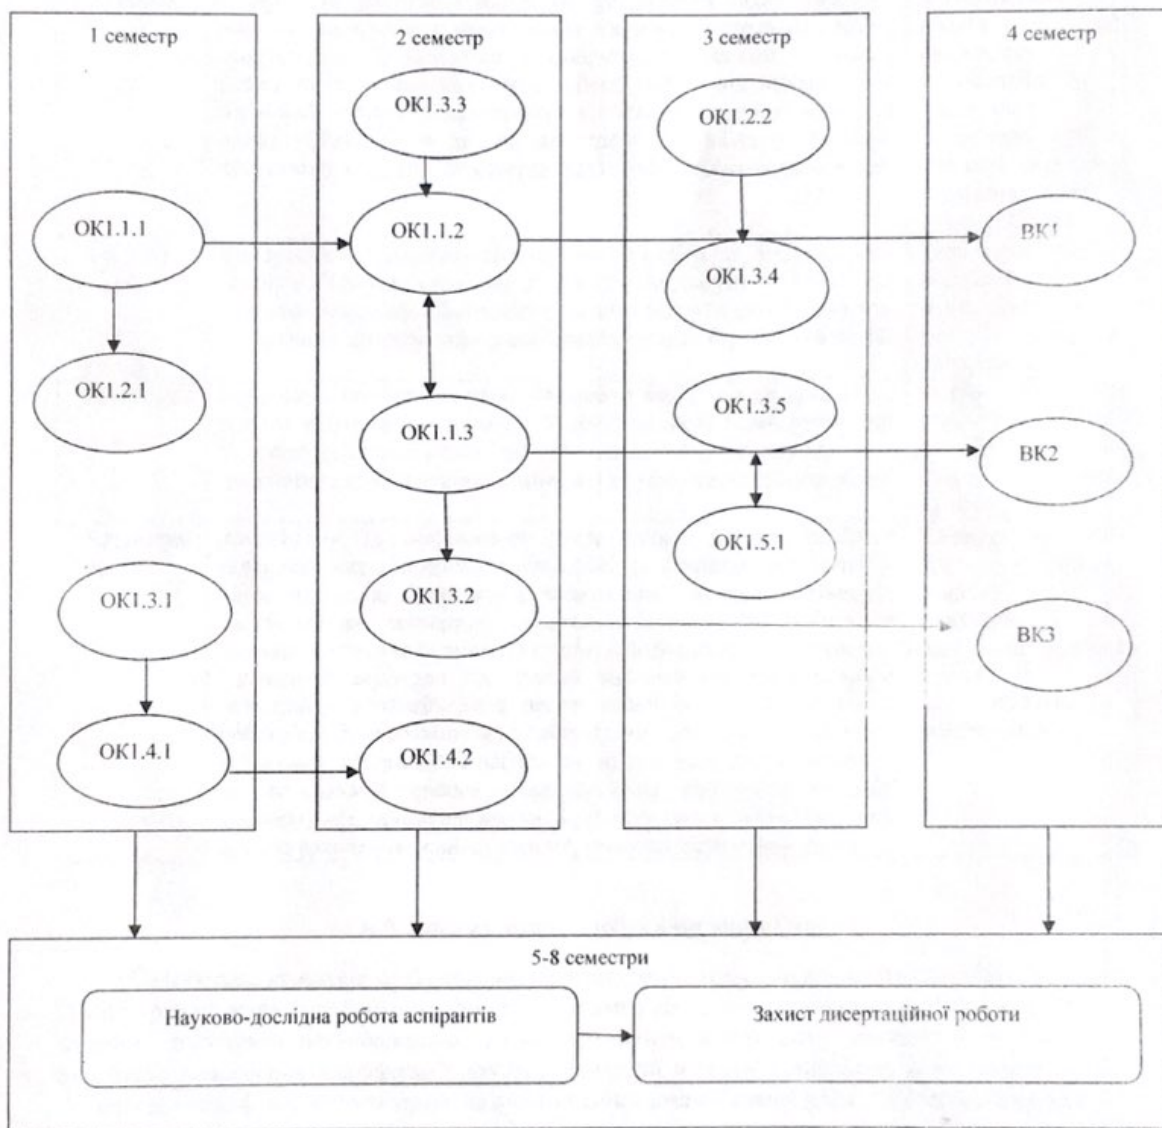 1 семестр
2 семестр
3 семестр
4 семестр
ОК1.3.3
ОК1.2.2
ОК1.1.1
ОК1.1.2
ВК1
ОК1.3.4
ОК1.2.1
ОК1.3.5
ОК1.1.3
ВК2
ОК1.5.1
ОК1.3.1
ОК1.3.2
ВК3
ОК1.4.1
ОК1.4.2
5-8 семестри
Науково-дослідна робота аспірантів
Захист дисертаційної роботи